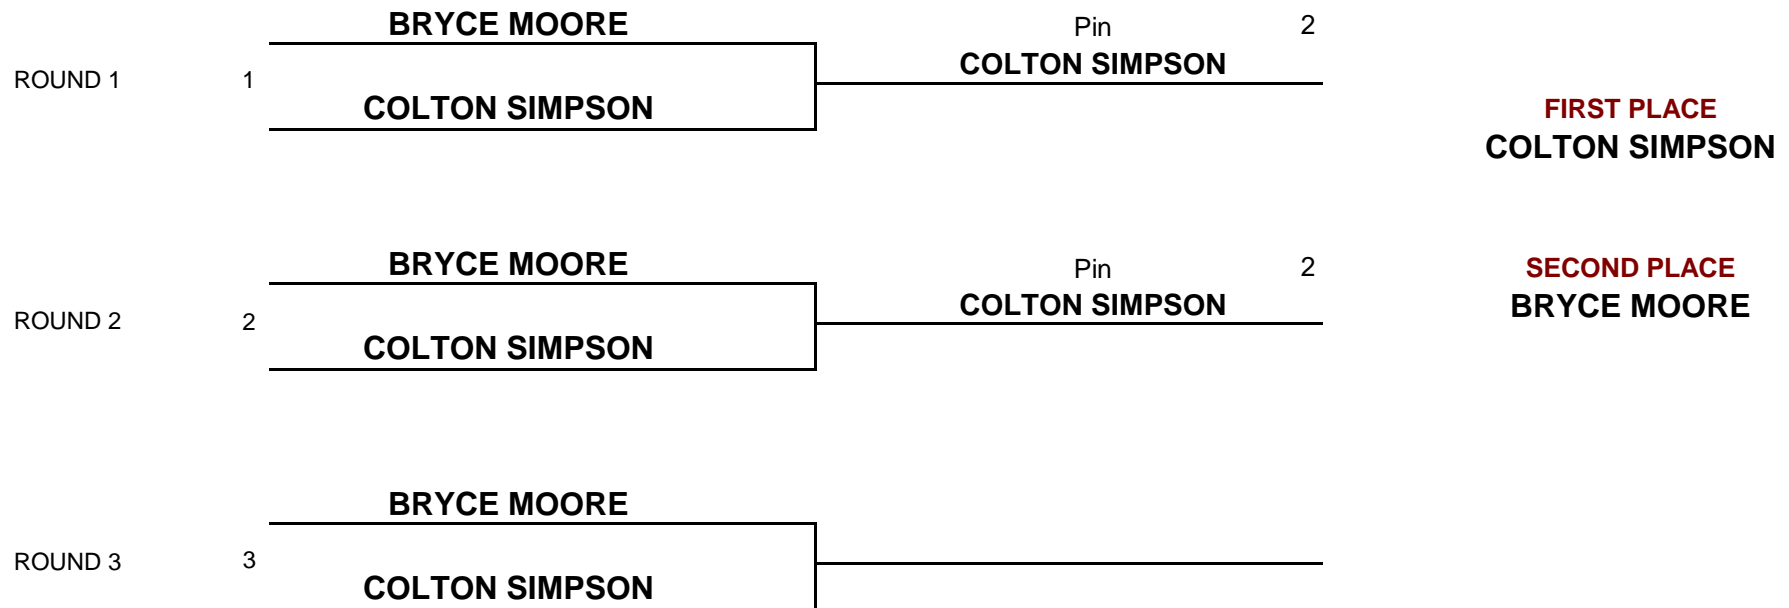 BRYCE MOORE
Pin 2
COLTON SIMPSON
ROUND 1 1
COLTON SIMPSON
FIRST PLACE
COLTON SIMPSON
BRYCE MOORE
Pin 2
SECOND PLACE
COLTON SIMPSON
BRYCE MOORE
ROUND 2 2
COLTON SIMPSON
BRYCE MOORE
ROUND 3 3
COLTON SIMPSON